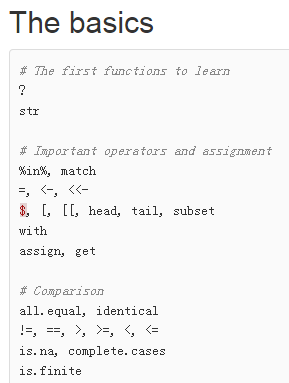 The basics
# The first functions to learn
?
str
# Important operators and assignment
%in%, match
=, <-, <<-
$, [, [[, head, tail, subset
with
assign, get
# Comparison
all.equal, identical
!=, ==, >, >=, <, <=
is.na, complete.cases
is.finite